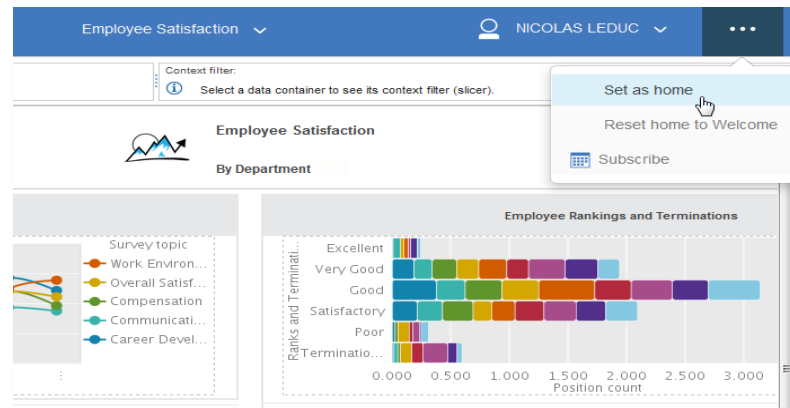 Employee Satisfaction
NICOLAS LEDUC
...
Context filter:
Select a data container to see its context filter (slicer).
Set as home
Reset home to Welcome
Subscribe
Employee Satisfaction
By Department
Survey topic
Work Environ...
Overall Satisf...
Compensation
Communicati...
Career Devel...
Employee Rankings and Terminations
Ranks and Terminati...
Excellent
Very Good
Good
Satisfactory
Poor
Terminatio...
0.000 0.500 1.000 1.500 2.000 2.500 3.000
Position count